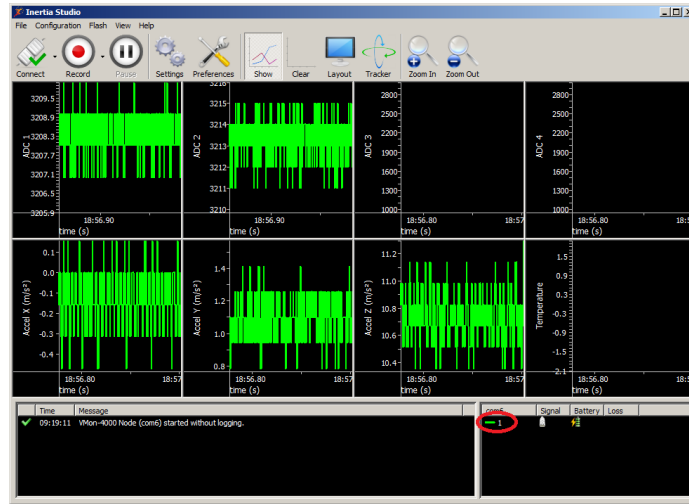 Inertia Studio
File Configuration Flash View Help
Connect Record Pause Settings Preferences Show Clear Layout Tracker Zoom In Zoom Out
ADC 1
3209.5
3208.9
3208.3
3207.7
3207.1
3206.5
3205.9
18:56.90
time (s)
ADC 2
3216
3215
3214
3213
3212
3211
3210
18:56.90
time (s)
ADC 3
2800
2500
2200
1900
1600
1300
1000
18:56.80 18:57
time (s)
ADC 4
2800
2500
2200
1900
1600
1300
1000
18:56.80
time (s)
Accel X (m/s²)
0.1
0.0
-0.1
-0.2
-0.3
-0.4
18:56.80 18:57
time (s)
Accel Y (m/s²)
1.4
1.2
1.0
0.8
18:56.80 18:57
time (s)
Accel Z (m/s²)
11.2
11.0
10.8
10.6
10.4
18:56.80 18:57
time (s)
Temperature
1.5
0.9
0.3
-0.3
-0.9
-1.5
-2.1
18:56.80
time (s)
Time Message
09:19:11 VMon-4000 Node (com6) started without logging.
com6 Signal Battery Loss
1